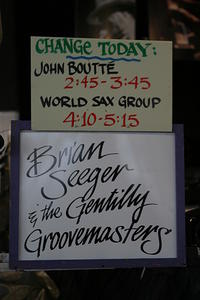 CHANGE TODAY:
JOHN BOUTTÉ
2:45-3:45
WORLD SAX GROUP
4:10-5:15
Brian
Seeger
& the Gentilly
Groovemasters